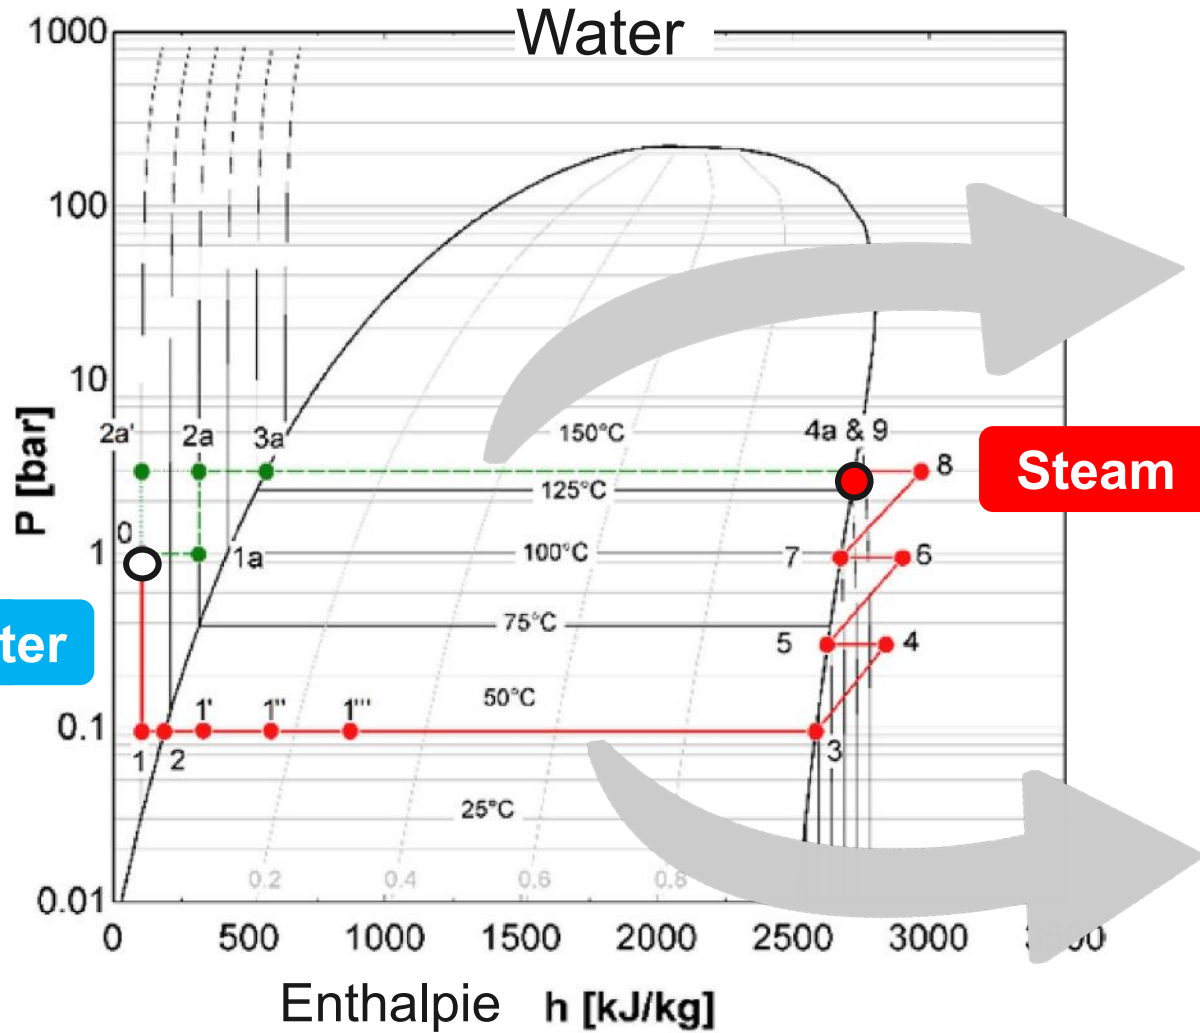 Water
1000
100
10
2a' 2a 3a 150°C 4a & 9
8
Steam
125°C
P [bar]
0
1
1a 100°C 7 6
75°C
ter
5 4
50°C
1' 1'' 1'''
0.1
1 2 3
25°C
0.2 0.4 0.6 0.8
0.01
0 500 1000 1500 2000 2500 3000 3500
Enthalpie h [kJ/kg]